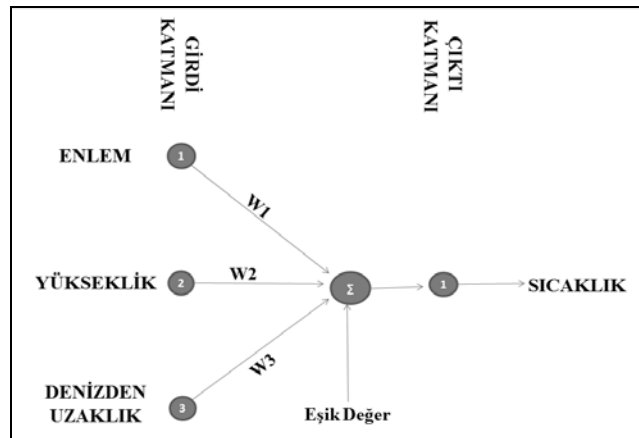 GİRDİ
KATMANI
ÇIKTI
KATMANI
ENLEM
1
W1
YÜKSEKLİK
2
W2
Σ
1
SICAKLIK
W3
DENİZDEN
UZAKLIK
3
Eşik Değer